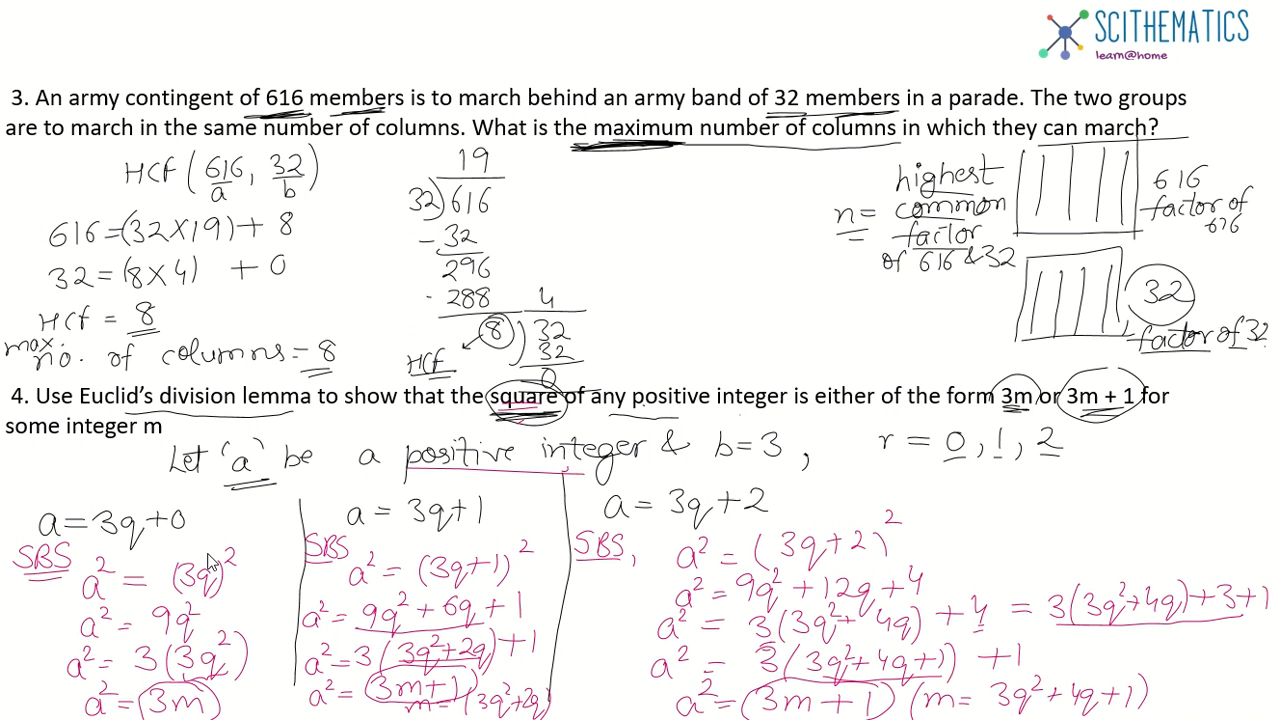 SCITHEMATICS
learn@home
3. An army contingent of 616 members is to march behind an army band of 32 members in a parade. The two groups
are to march in the same number of columns. What is the maximum number of columns in which they can march?
HCF (616, 32)
a b
616=(32×19)+ 8
32=(8×4) + 0
HCF = 8
max.
no. of columns=8
19
32)616
- 32
296
- 288 4
8)32
HCF 32
0
n= highest
common
factor
of 616 & 32
616
factor of
616
32
factor of 32
4. Use Euclid's division lemma to show that the square of any positive integer is either of the form 3m or 3m + 1 for
some integer m
Let 'a' be a positive integer & b=3, r = 0, 1, 2
a=3q+0
SBS
a² = (3q)²
a² = 9q²
a² = 3(3q²)
a² = 3m
a = 3q+1
SBS
a² = (3q+1)²
a² = 9q² + 6q + 1
a² = 3(3q²+2q)+1
a² = 3m+1
m=(3q²+2q)
a = 3q+2
SBS, a² = (3q+2)²
a² = 9q² + 12q + 4
a² = 3(3q²+4q) + 4 = 3(3q²+4q)+3+1
a² = 3(3q²+4q+1) +1
a² = (3m+1) (m= 3q²+4q+1)